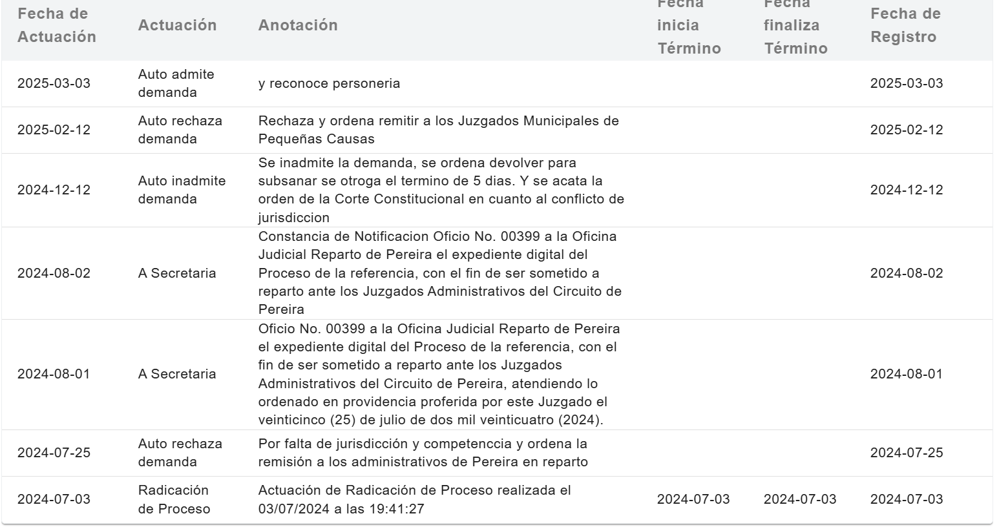 Fecha de Actuación
Actuación
Anotación
Fecha inicia Término
Fecha finaliza Término
Fecha de Registro
2025-03-03
Auto admite
demanda
y reconoce personeria
2025-03-03
2025-02-12
Auto rechaza
demanda
Rechaza y ordena remitir a los Juzgados Municipales de
Pequeñas Causas
2025-02-12
2024-12-12
Auto inadmite
demanda
Se inadmite la demanda, se ordena devolver para
subsanar se otroga el termino de 5 dias. Y se acata la
orden de la Corte Constitucional en cuanto al conflicto de
jurisdiccion
2024-12-12
2024-08-02
A Secretaria
Constancia de Notificacion Oficio No. 00399 a la Oficina
Judicial Reparto de Pereira el expediente digital del
Proceso de la referencia, con el fin de ser sometido a
reparto ante los Juzgados Administrativos del Circuito de
Pereira
2024-08-02
2024-08-01
A Secretaria
Oficio No. 00399 a la Oficina Judicial Reparto de Pereira
el expediente digital del Proceso de la referencia, con el
fin de ser sometido a reparto ante los Juzgados
Administrativos del Circuito de Pereira, atendiendo lo
ordenado en providencia proferida por este Juzgado el
veinticinco (25) de julio de dos mil veinticuatro (2024).
2024-08-01
2024-07-25
Auto rechaza
demanda
Por falta de jurisdicción y competenccia y ordena la
remisión a los administrativos de Pereira en reparto
2024-07-25
2024-07-03
Radicación
de Proceso
Actuación de Radicación de Proceso realizada el
03/07/2024 a las 19:41:27
2024-07-03
2024-07-03
2024-07-03